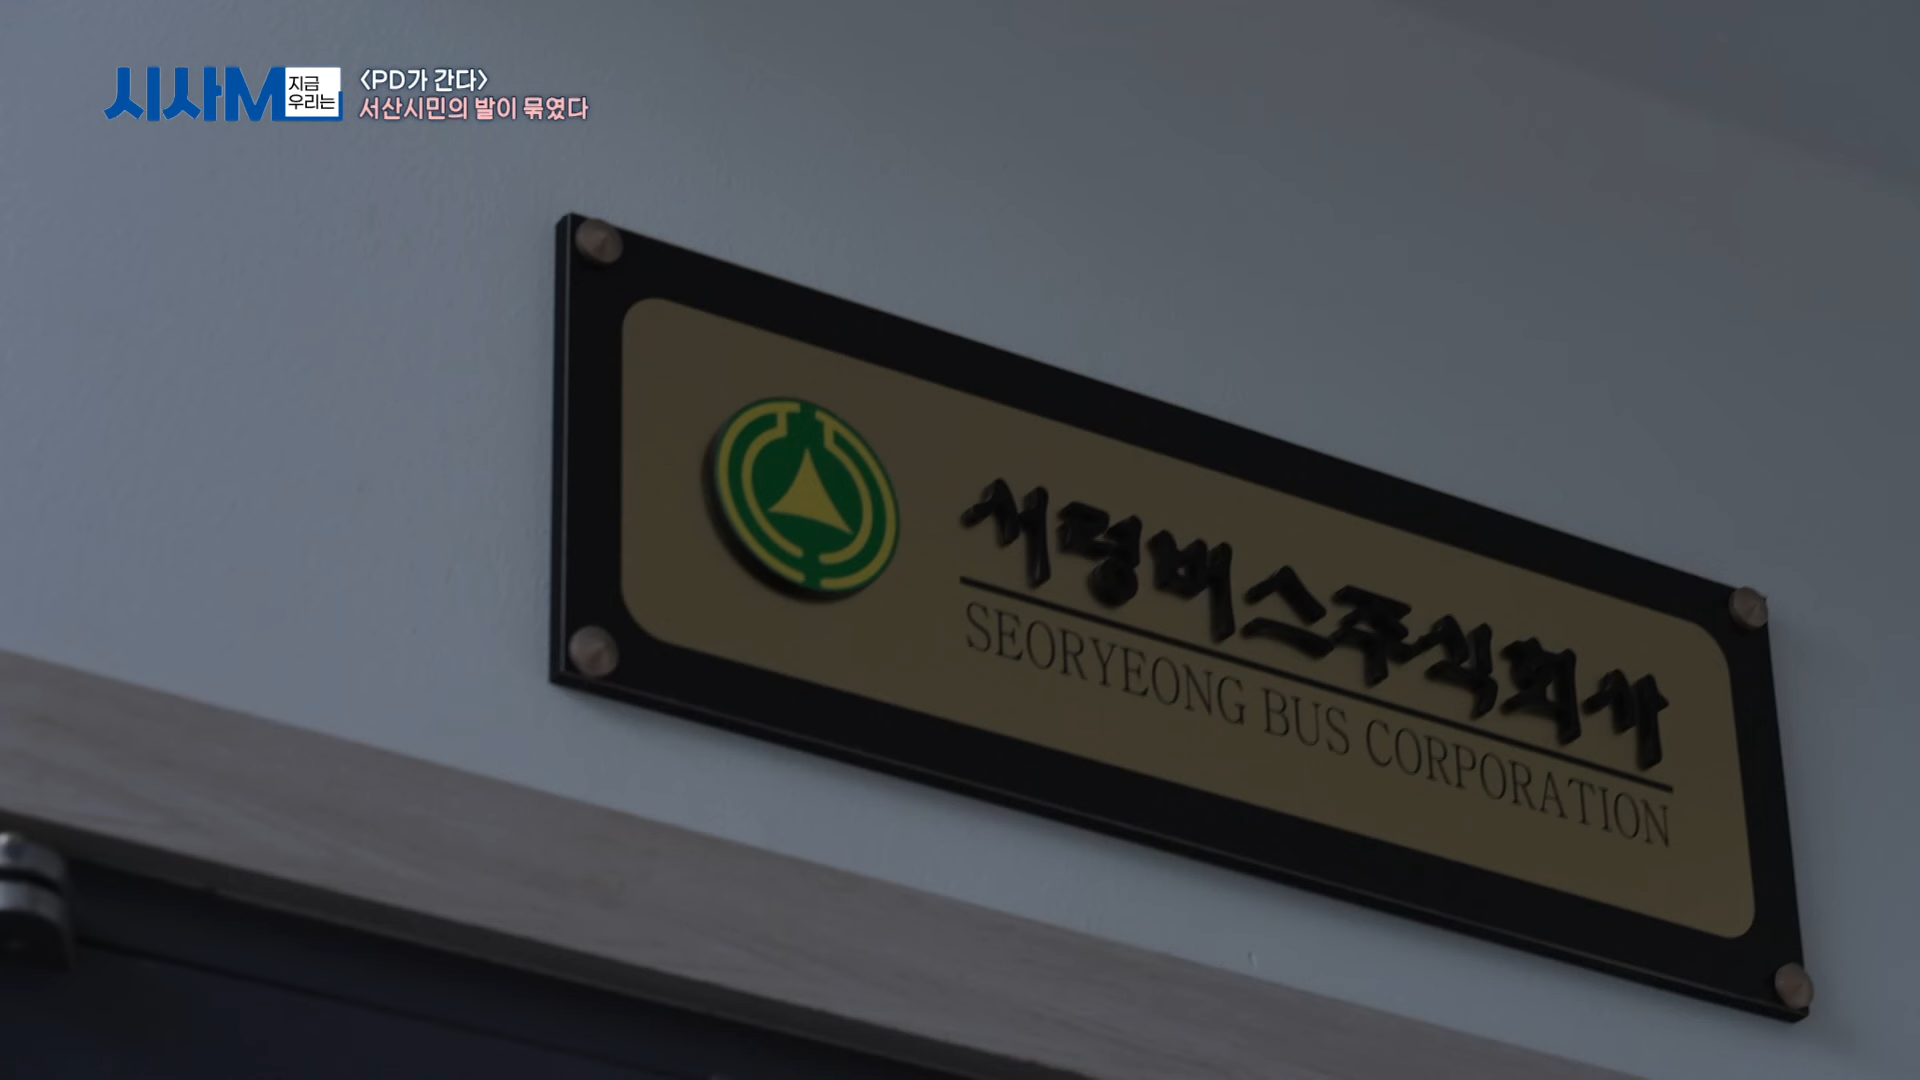 시사M 지금 우리는
<PD가 간다>
서산시민의 발이 묶였다
서령버스주식회사
SEORYEONG BUS CORPORATION